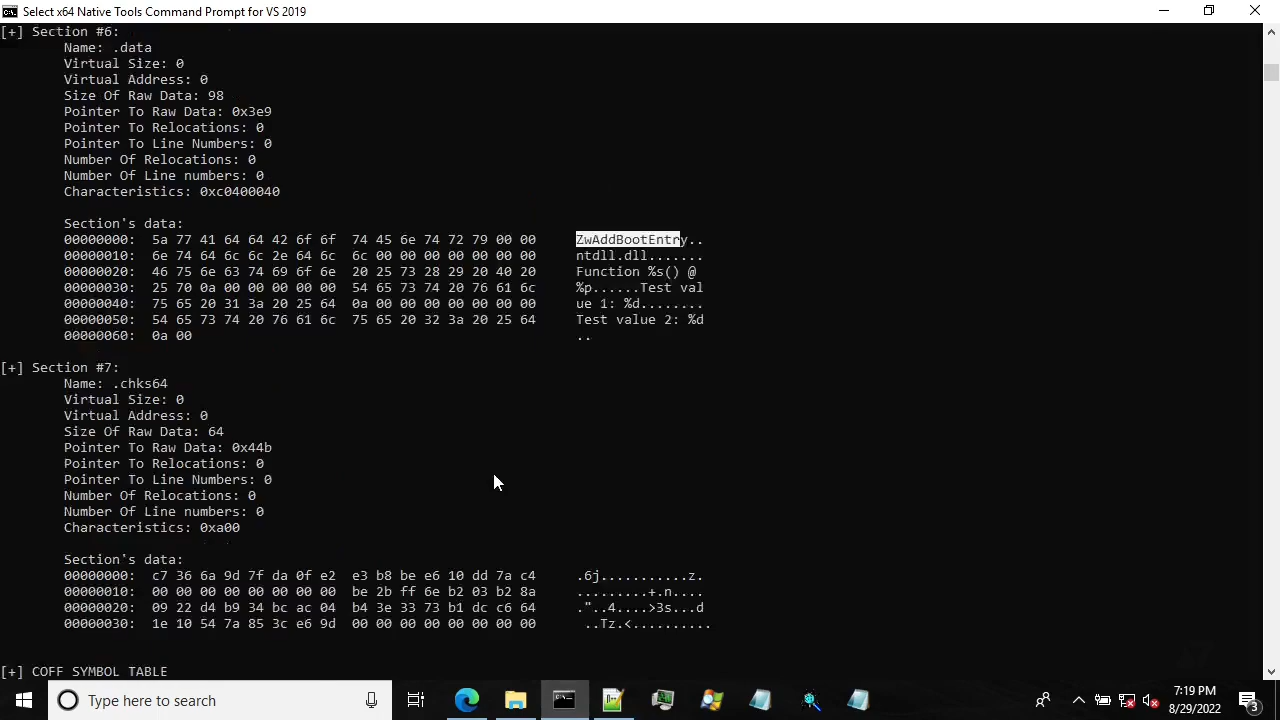 Select x64 Native Tools Command Prompt for VS 2019
[+] Section #6:
Name: .data
Virtual Size: 0
Virtual Address: 0
Size Of Raw Data: 98
Pointer To Raw Data: 0x3e9
Pointer To Relocations: 0
Pointer To Line Numbers: 0
Number Of Relocations: 0
Number Of Line numbers: 0
Characteristics: 0xc0400040
Section's data:
00000000: 5a 77 41 64 64 42 6f 6f 74 45 6e 74 72 79 00 00 ZwAddBootEntry..
00000010: 6e 74 64 6c 6c 2e 64 6c 6c 00 00 00 00 00 00 00 ntdll.dll.......
00000020: 46 75 6e 63 74 69 6f 6e 20 25 73 28 29 20 40 20 Function %s() @
00000030: 25 70 0a 00 00 00 00 00 54 65 73 74 20 76 61 6c %p......Test val
00000040: 75 65 20 31 3a 20 25 64 0a 00 00 00 00 00 00 00 ue 1: %d........
00000050: 54 65 73 74 20 76 61 6c 75 65 20 32 3a 20 25 64 Test value 2: %d
00000060: 0a 00 ..
[+] Section #7:
Name: .chks64
Virtual Size: 0
Virtual Address: 0
Size Of Raw Data: 64
Pointer To Raw Data: 0x44b
Pointer To Relocations: 0
Pointer To Line Numbers: 0
Number Of Relocations: 0
Number Of Line numbers: 0
Characteristics: 0xa00
Section's data:
00000000: c7 36 6a 9d 7f da 0f e2 e3 b8 be e6 10 dd 7a c4 .6j...........z.
00000010: 00 00 00 00 00 00 00 00 be 2b ff 6e b2 03 b2 8a .........+.n....
00000020: 09 22 d4 b9 34 bc ac 04 b4 3e 33 73 b1 dc c6 64 ."..4....>3s...d
00000030: 1e 10 54 7a 85 3c e6 9d 00 00 00 00 00 00 00 00 ..Tz.<..........
[+] COFF SYMBOL TABLE
Type here to search
7:19 PM
8/29/2022
3